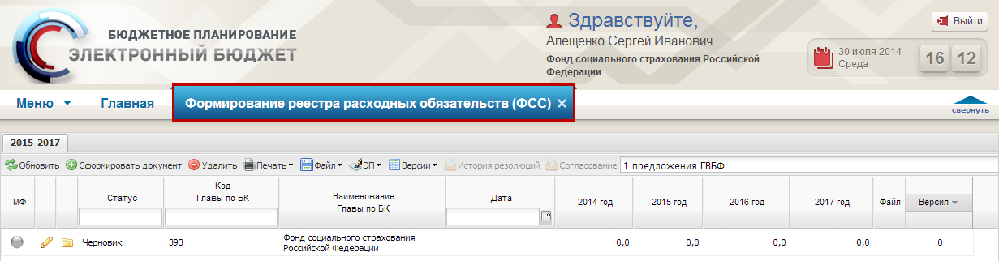 БЮДЖЕТНОЕ ПЛАНИРОВАНИЕ
ЭЛЕКТРОННЫЙ БЮДЖЕТ
Здравствуйте,
Алещенко Сергей Иванович
Фонд социального страхования Российской
Федерации
Выйти
30 июля 2014
Среда
16 12
Меню Главная Формирование реестра расходных обязательств (ФСС)
свернуть
2015-2017
Обновить Сформировать документ Удалить Печать Файл ЭП Версии История резолюций Согласование 1 предложения ГВБФ
МФ Статус Код
Главы по БК Наименование
Главы по БК Дата 2014 год 2015 год 2016 год 2017 год Файл Версия
Черновик 393 Фонд социального страхования
Российской Федерации 0,0 0,0 0,0 0,0 0